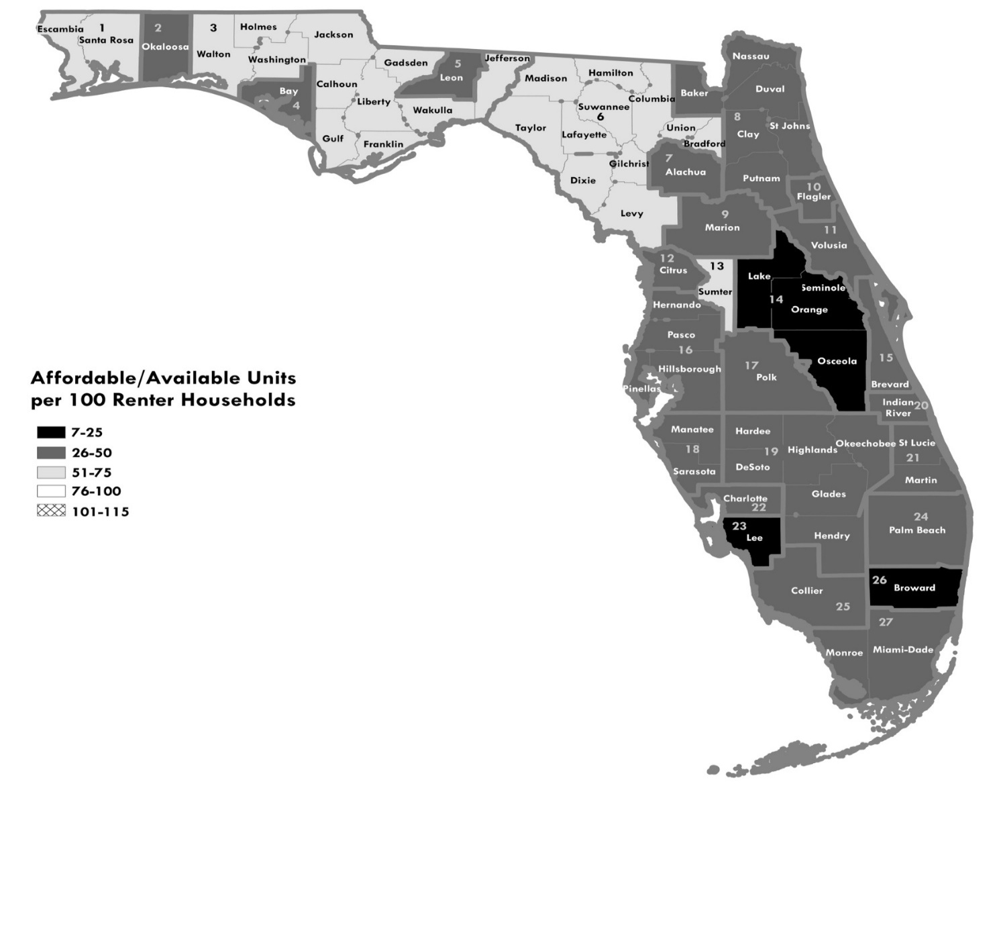 Escambia
1
Santa Rosa
2
Okaloosa
3
Walton
Holmes
Washington
Jackson
Bay
4
Calhoun
Gulf
Liberty
Franklin
Gadsden
5
Leon
Wakulla
Jefferson
Madison
Taylor
Hamilton
Suwannee
6
Lafayette
Columbia
Dixie
Gilchrist
Levy
Union
Bradford
Baker
Nassau
Duval
8
Clay
St Johns
Putnam
7
Alachua
9
Marion
10
Flagler
11
Volusia
12
Citrus
13
Sumter
Lake
14
Seminole
Orange
Osceola
Hernando
Pasco
16
Hillsborough
Pinellas
17
Polk
15
Brevard
Indian
River
20
Manatee
18
Sarasota
Hardee
19
DeSoto
Highlands
Okeechobee
St Lucie
21
Martin
Glades
Charlotte
22
23
Lee
Hendry
24
Palm Beach
Collier
25
26
Broward
27
Miami-Dade
Monroe
Affordable/Available Units
per 100 Renter Households
7-25
26-50
51-75
76-100
101-115